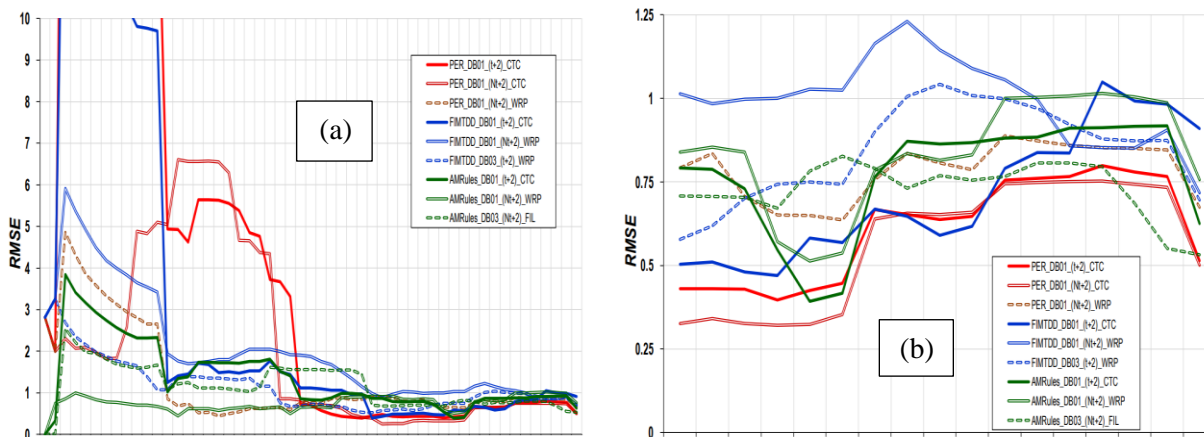 10
9
8
7
6
5
4
3
2
1
0
RMSE
(a)
PER_DB01_(t+2)_CTC
PER_DB01_(Nt+2)_CTC
PER_DB01_(Nt+2)_WRP
FIMTDD_DB01_(t+2)_CTC
FIMTDD_DB01_(Nt+2)_WRP
FIMTDD_DB03_(t+2)_WRP
AMRules_DB01_(t+2)_CTC
AMRules_DB01_(Nt+2)_WRP
AMRules_DB03_(Nt+2)_FIL
1.25
1
0.75
0.5
0.25
0
RMSE
(b)
PER_DB01_(t+2)_CTC
PER_DB01_(Nt+2)_CTC
PER_DB01_(Nt+2)_WRP
FIMTDD_DB01_(t+2)_CTC
FIMTDD_DB01_(Nt+2)_WRP
FIMTDD_DB03_(t+2)_WRP
AMRules_DB01_(t+2)_CTC
AMRules_DB01_(Nt+2)_WRP
AMRules_DB03_(Nt+2)_FIL